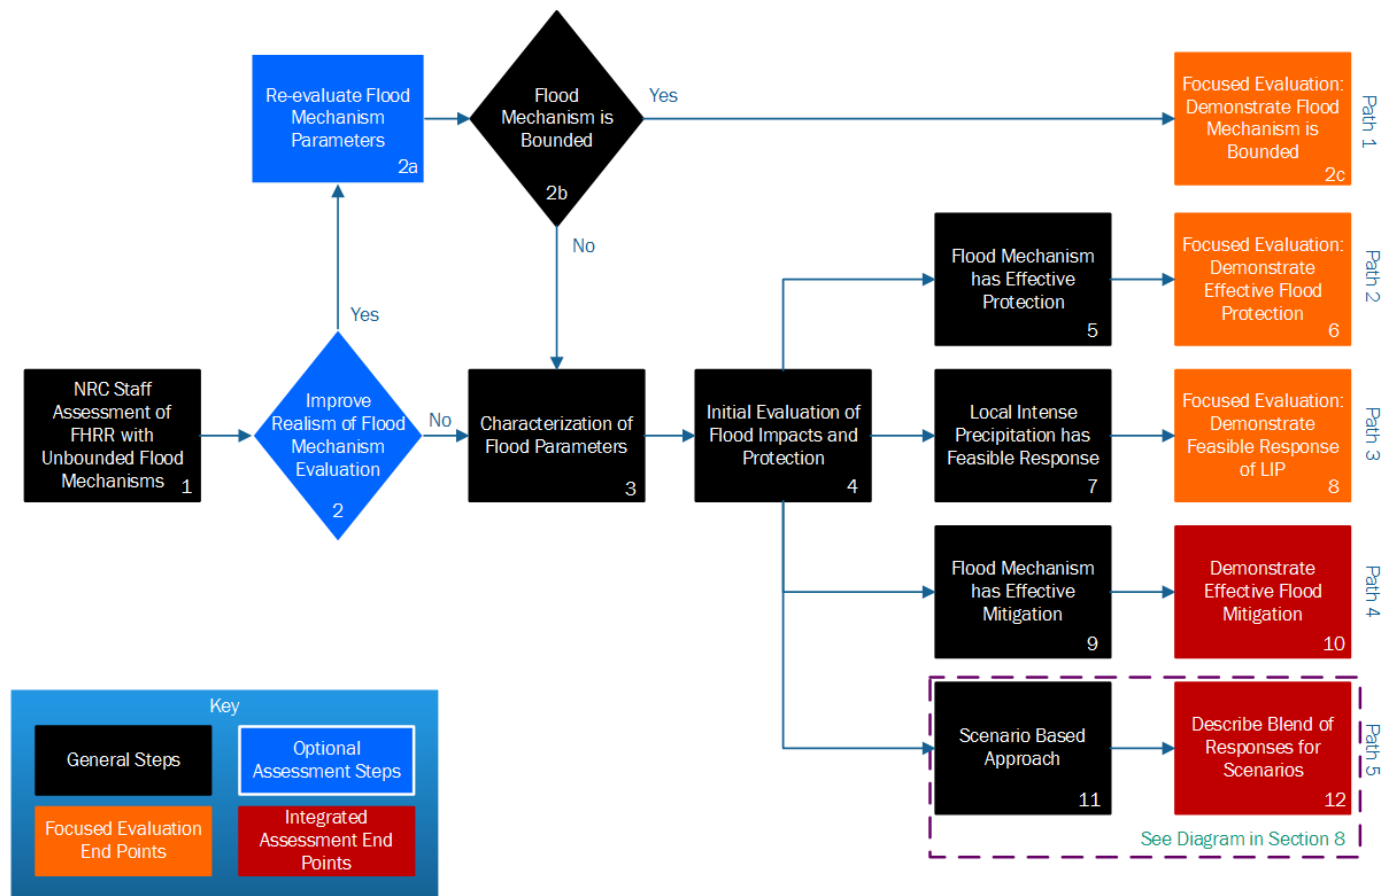 Re-evaluate Flood
Mechanism
Parameters
2a
Flood
Mechanism is
Bounded
2b
Yes
Focused Evaluation:
Demonstrate Flood
Mechanism is
Bounded
2c
Path 1
No
Flood Mechanism
has Effective
Protection
5
Focused Evaluation:
Demonstrate
Effective Flood
Protection
6
Path 2
Yes
NRC Staff
Assessment of
FHRR with
Unbounded Flood
Mechanisms
1
Improve
Realism of Flood
Mechanism
Evaluation
2
No
Characterization of
Flood Parameters
3
Initial Evaluation of
Flood Impacts and
Protection
4
Local Intense
Precipitation has
Feasible Response
7
Focused Evaluation:
Demonstrate
Feasible Response
of LIP
8
Path 3
Flood Mechanism
has Effective
Mitigation
9
Demonstrate
Effective Flood
Mitigation
10
Path 4
Scenario Based
Approach
11
Describe Blend of
Responses for
Scenarios
12
Path 5
See Diagram in Section 8
Key
General Steps
Optional
Assessment Steps
Focused Evaluation
End Points
Integrated
Assessment End
Points